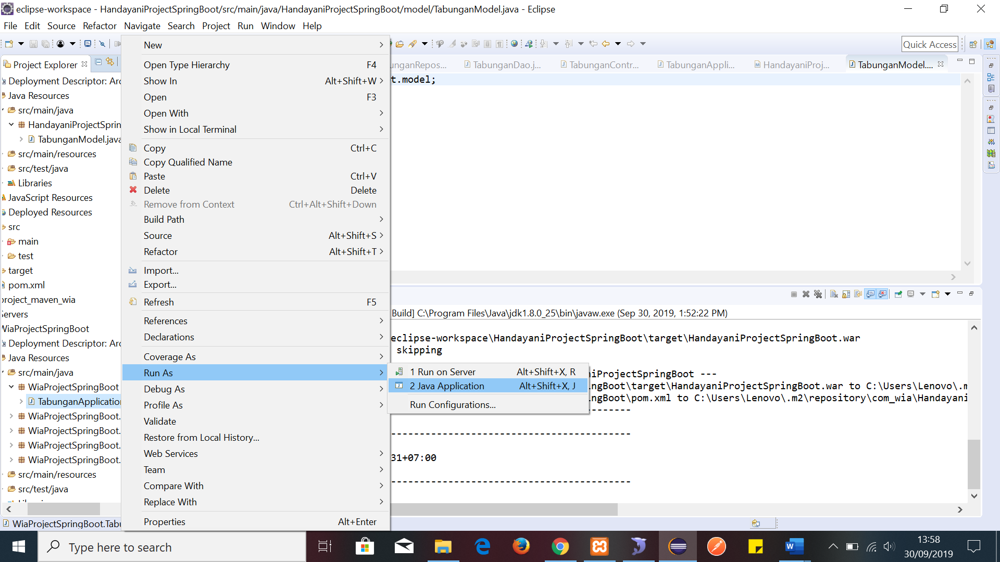 eclipse-workspace - HandayaniProjectSpringBoot/src/main/java/HandayaniProjectSpringBoot/model/TabunganModel.java - Eclipse
File Edit Source Refactor Navigate Search Project Run Window Help
Quick Access
Project Explorer
unganRepos... TabunganDao.j... TabunganContr... TabunganAppli... HandayaniProj... TabunganModel....
t.model;
Deployment Descriptor: Arc
Java Resources
src/main/java
HandayaniProjectSprin
TabunganModel.java
src/main/resources
src/test/java
Libraries
JavaScript Resources
Deployed Resources
src
main
test
target
pom.xml
project_maven_wia
Servers
WiaProjectSpringBoot
Deployment Descriptor: Arc
Java Resources
src/main/java
WiaProjectSpringBoot
TabunganApplication
WiaProjectSpringBoot.
WiaProjectSpringBoot.
WiaProjectSpringBoot.
WiaProjectSpringBoot.
src/main/resources
src/test/java
WiaProjectSpringBoot.Tabu
New
Open Type Hierarchy F4
Show In Alt+Shift+W
Open F3
Open With
Show in Local Terminal
Copy Ctrl+C
Copy Qualified Name
Paste Ctrl+V
Delete Delete
Remove from Context Ctrl+Alt+Shift+Down
Build Path
Source Alt+Shift+S
Refactor Alt+Shift+T
Import...
Export...
Refresh F5
References
Declarations
Coverage As
Run As
Debug As
Profile As
Validate
Restore from Local History...
Web Services
Team
Compare With
Replace With
Properties Alt+Enter
1 Run on Server Alt+Shift+X, R
2 Java Application Alt+Shift+X, J
Run Configurations...
Build] C:\Program Files\Java\jdk1.8.0_25\bin\javaw.exe (Sep 30, 2019, 1:52:22 PM)
eclipse-workspace\HandayaniProjectSpringBoot\target\HandayaniProjectSpringBoot.war
skipping
niProjectSpringBoot ---
ngBoot\target\HandayaniProjectSpringBoot.war to C:\Users\Lenovo\.m
ngBoot\pom.xml to C:\Users\Lenovo\.m2\repository\com_wia\Handayani
-------
------------------------------------------
31+07:00
------------------------------------------
Type here to search
13:58
30/09/2019